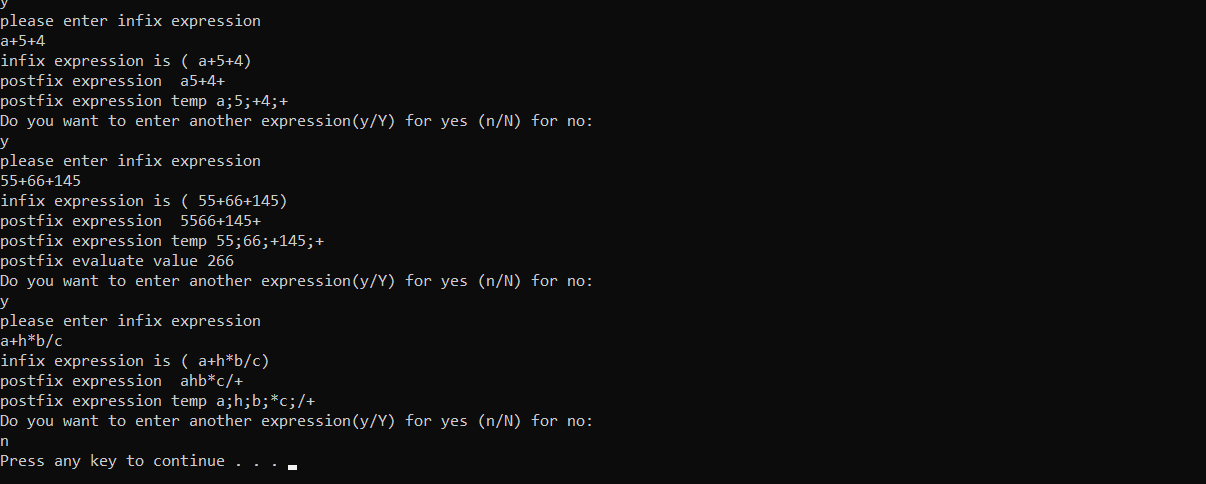 y
please enter infix expression
a+5+4
infix expression is ( a+5+4)
postfix expression  a5+4+
postfix expression temp a;5;+4;+
Do you want to enter another expression(y/Y) for yes (n/N) for no:
y
please enter infix expression
55+66+145
infix expression is ( 55+66+145)
postfix expression  5566+145+
postfix expression temp 55;66;+145;+
postfix evaluate value 266
Do you want to enter another expression(y/Y) for yes (n/N) for no:
y
please enter infix expression
a+h*b/c
infix expression is ( a+h*b/c)
postfix expression  ahb*c/+
postfix expression temp a;h;b;*c;/+
Do you want to enter another expression(y/Y) for yes (n/N) for no:
n
Press any key to continue . . .